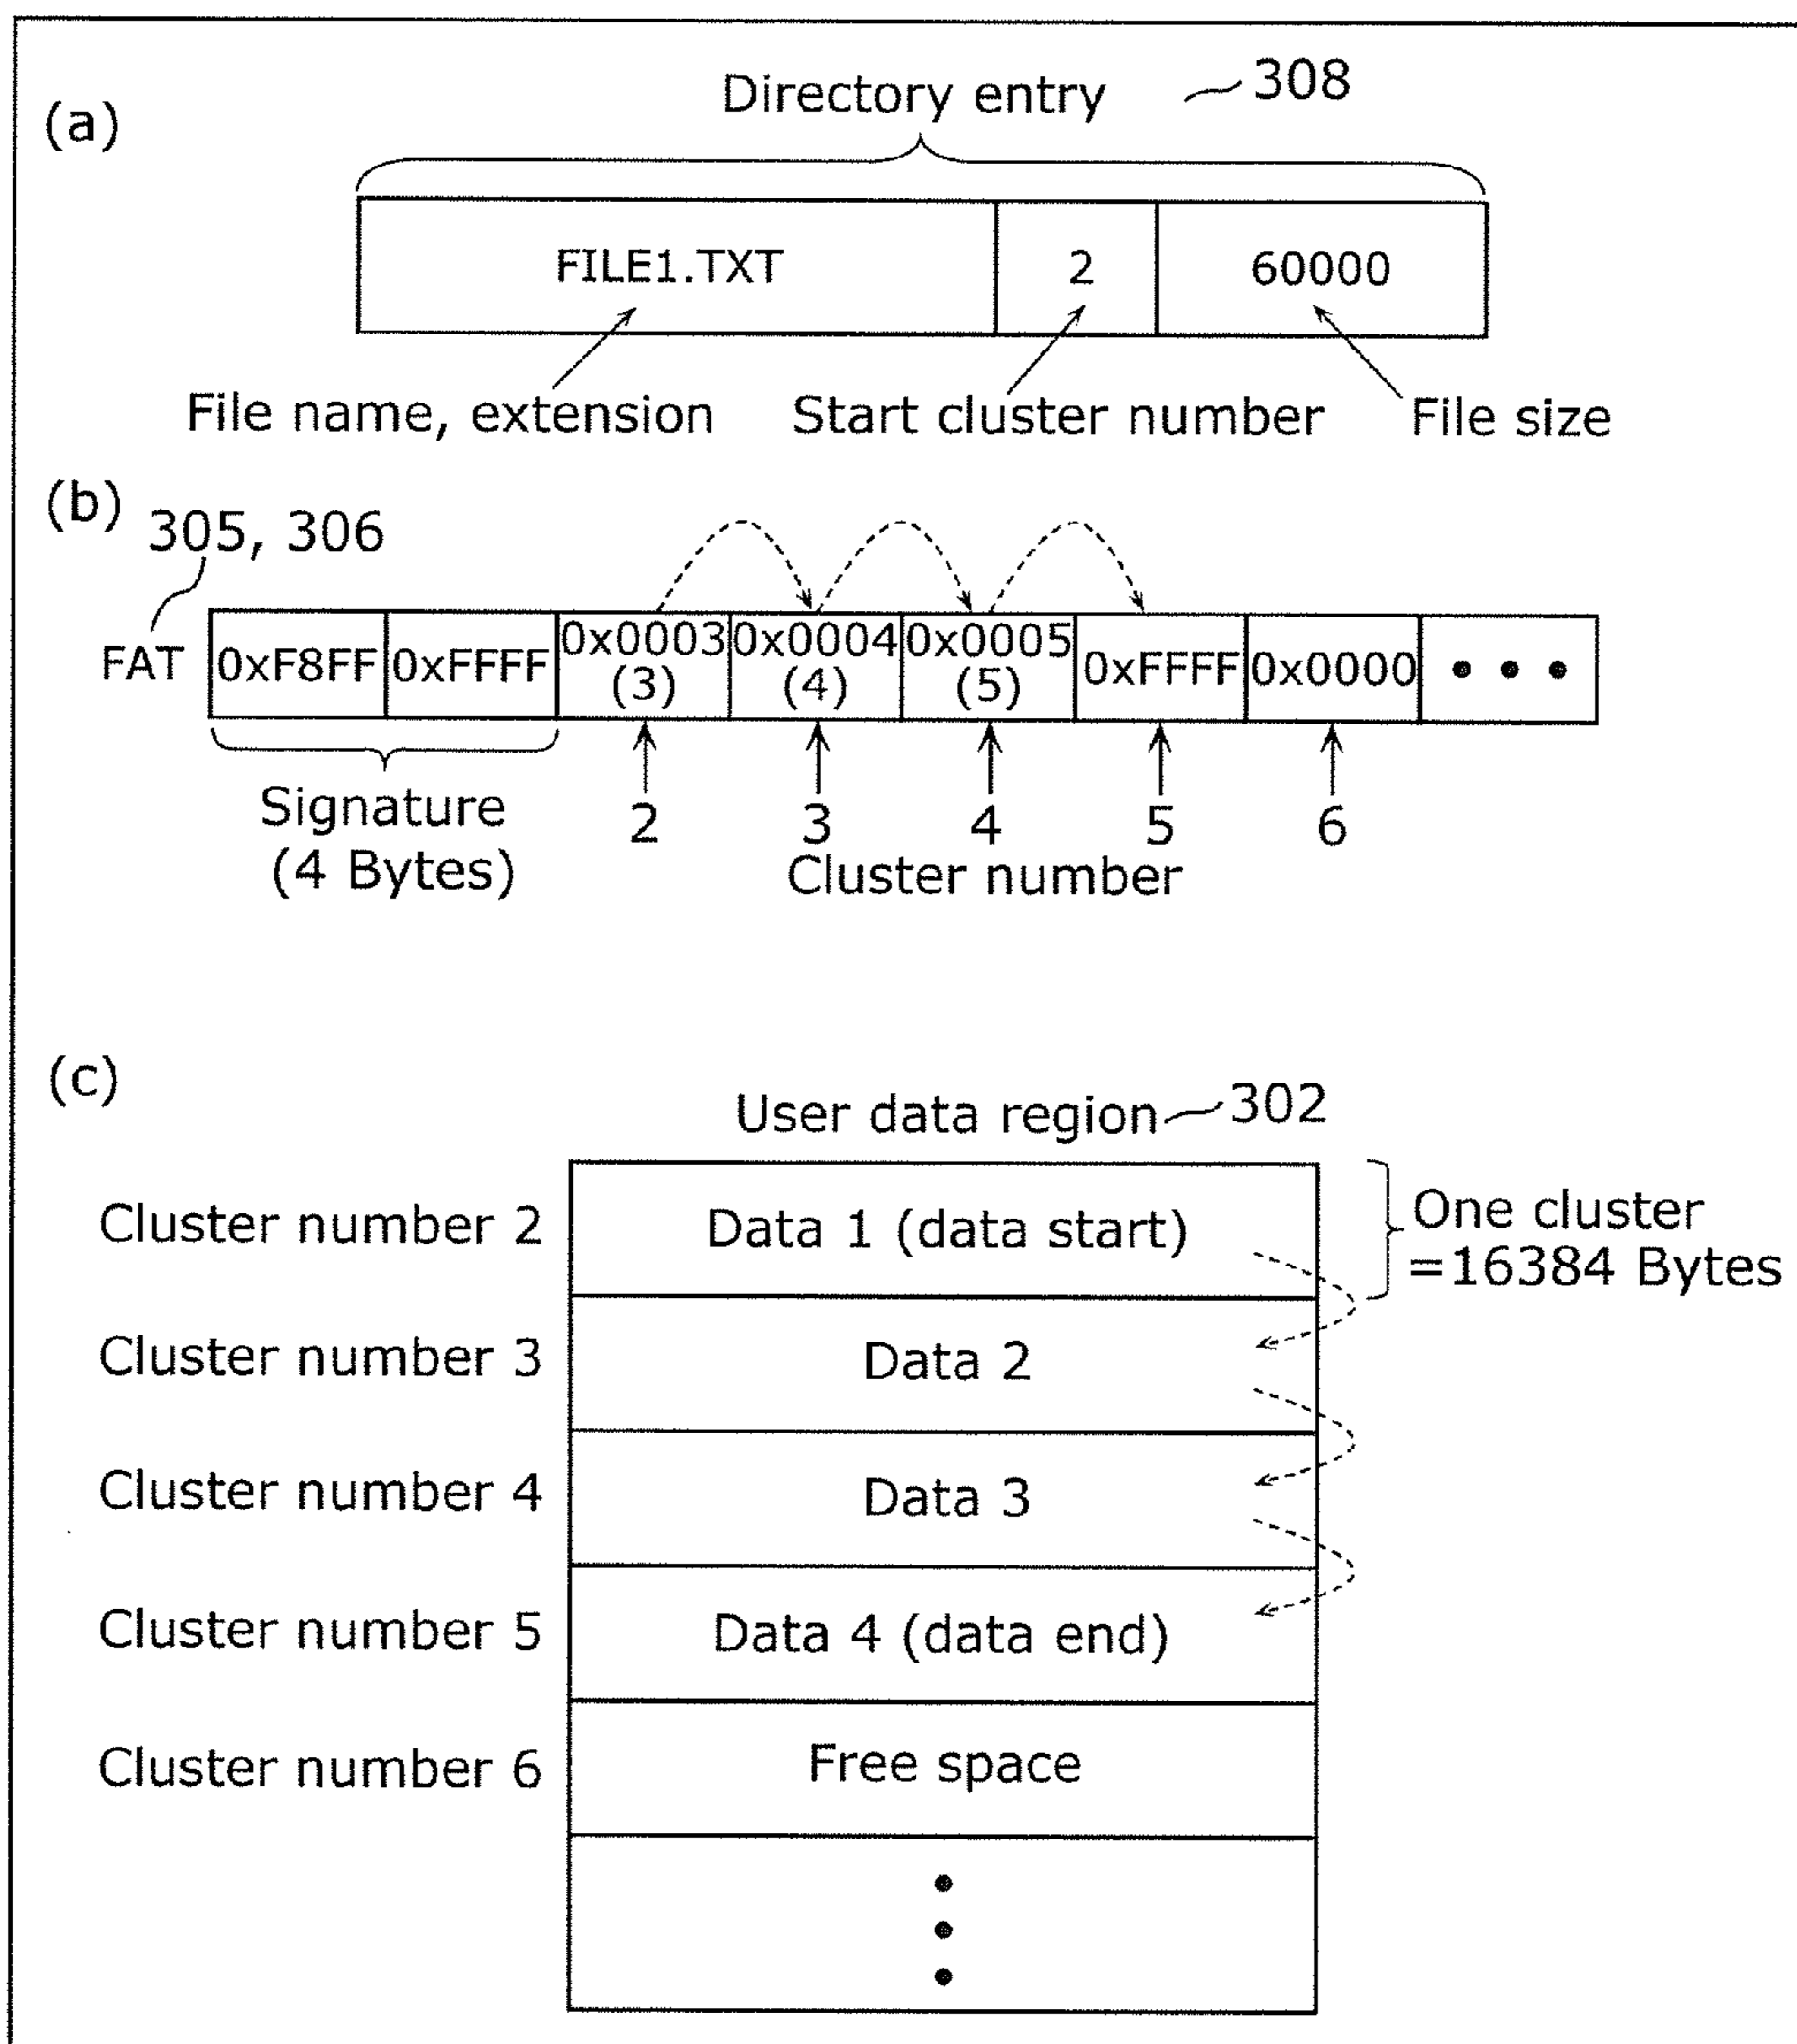 (a)
Directory entry 308
FILE1.TXT 2 60000
File name, extension Start cluster number File size
(b)
305, 306
FAT 0xF8FF 0xFFFF 0x0003 (3) 0x0004 (4) 0x0005 (5) 0xFFFF 0x0000 • • •
Signature
(4 Bytes)
2 3 4 5 6
Cluster number
(c)
User data region 302
Cluster number 2 Data 1 (data start)
One cluster
=16384 Bytes
Cluster number 3 Data 2
Cluster number 4 Data 3
Cluster number 5 Data 4 (data end)
Cluster number 6 Free space